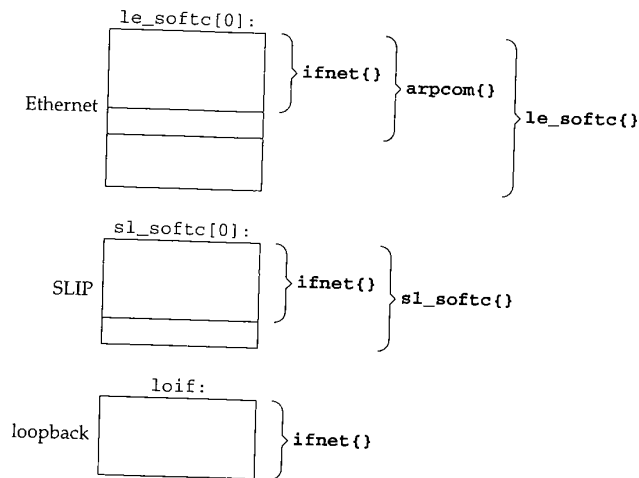 le_softc[0]:
Ethernet
ifnet{}
arpcom{}
le_softc{}
sl_softc[0]:
SLIP
ifnet{}
sl_softc{}
loif:
loopback
ifnet{}